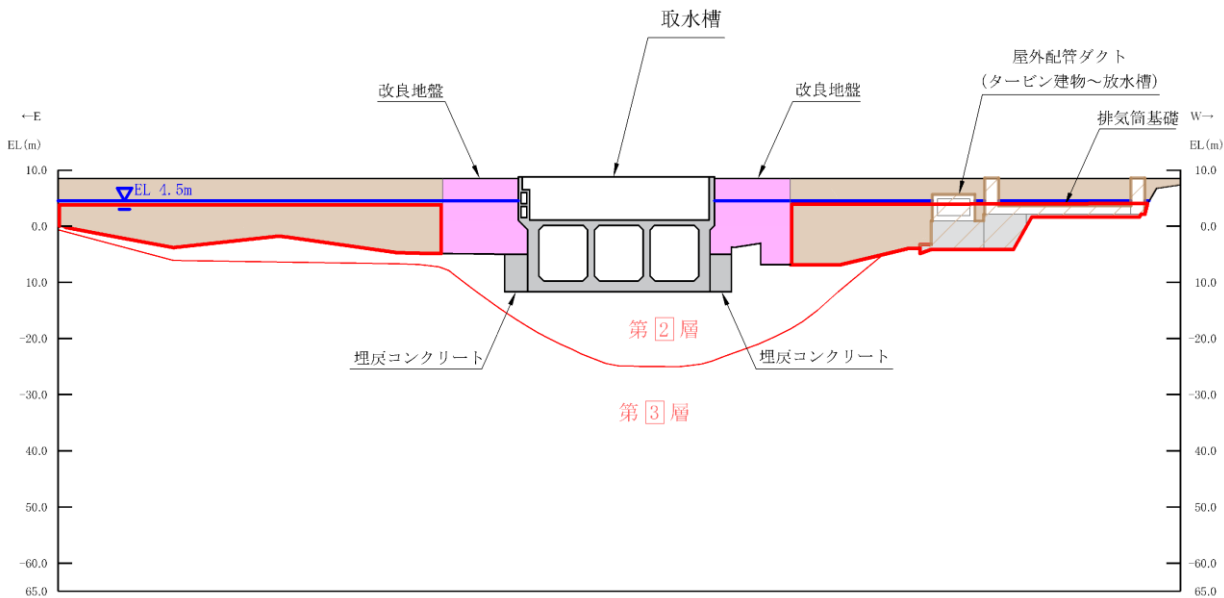 取水槽
屋外配管ダクト
(タービン建物～放水槽)
改良地盤
改良地盤
排気筒基礎
←E
W→
EL(m)
EL(m)
10.0
10.0
EL 4.5m
0.0
0.0
10.0
10.0
第2層
-20.0
-20.0
埋戻コンクリート
埋戻コンクリート
-30.0
-30.0
第3層
40.0
40.0
50.0
50.0
-60.0
-60.0
65.0
65.0